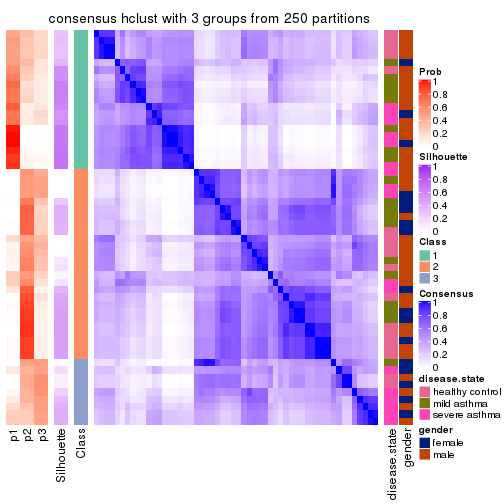 consensus hclust with 3 groups from 250 partitions
Prob
1
0.8
0.6
0.4
0.2
0
Silhouette
1
0.8
0.6
0.4
0.2
0
Class
1
2
3
Consensus
1
0.8
0.6
0.4
0.2
0
disease.state
healthy control
mild asthma
severe asthma
gender
female
male
p1
p2
p3
Silhouette
Class
disease.state
gender